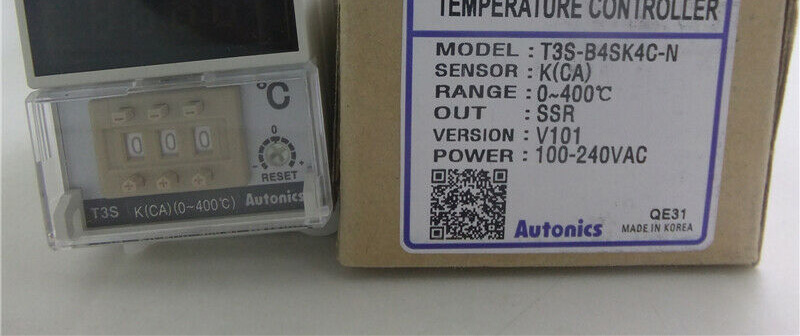 TEMPERATURE CONTROLLER
MODEL : T3S-B4SK4C-N
SENSOR : K(CA)
RANGE : 0~400℃
OUT : SSR
VERSION : V101
POWER : 100-240VAC
Autonics
QE31
MADE IN KOREA
℃
0 0 0
0
- +
RESET
T3S K(CA)(0~400℃) Autonics